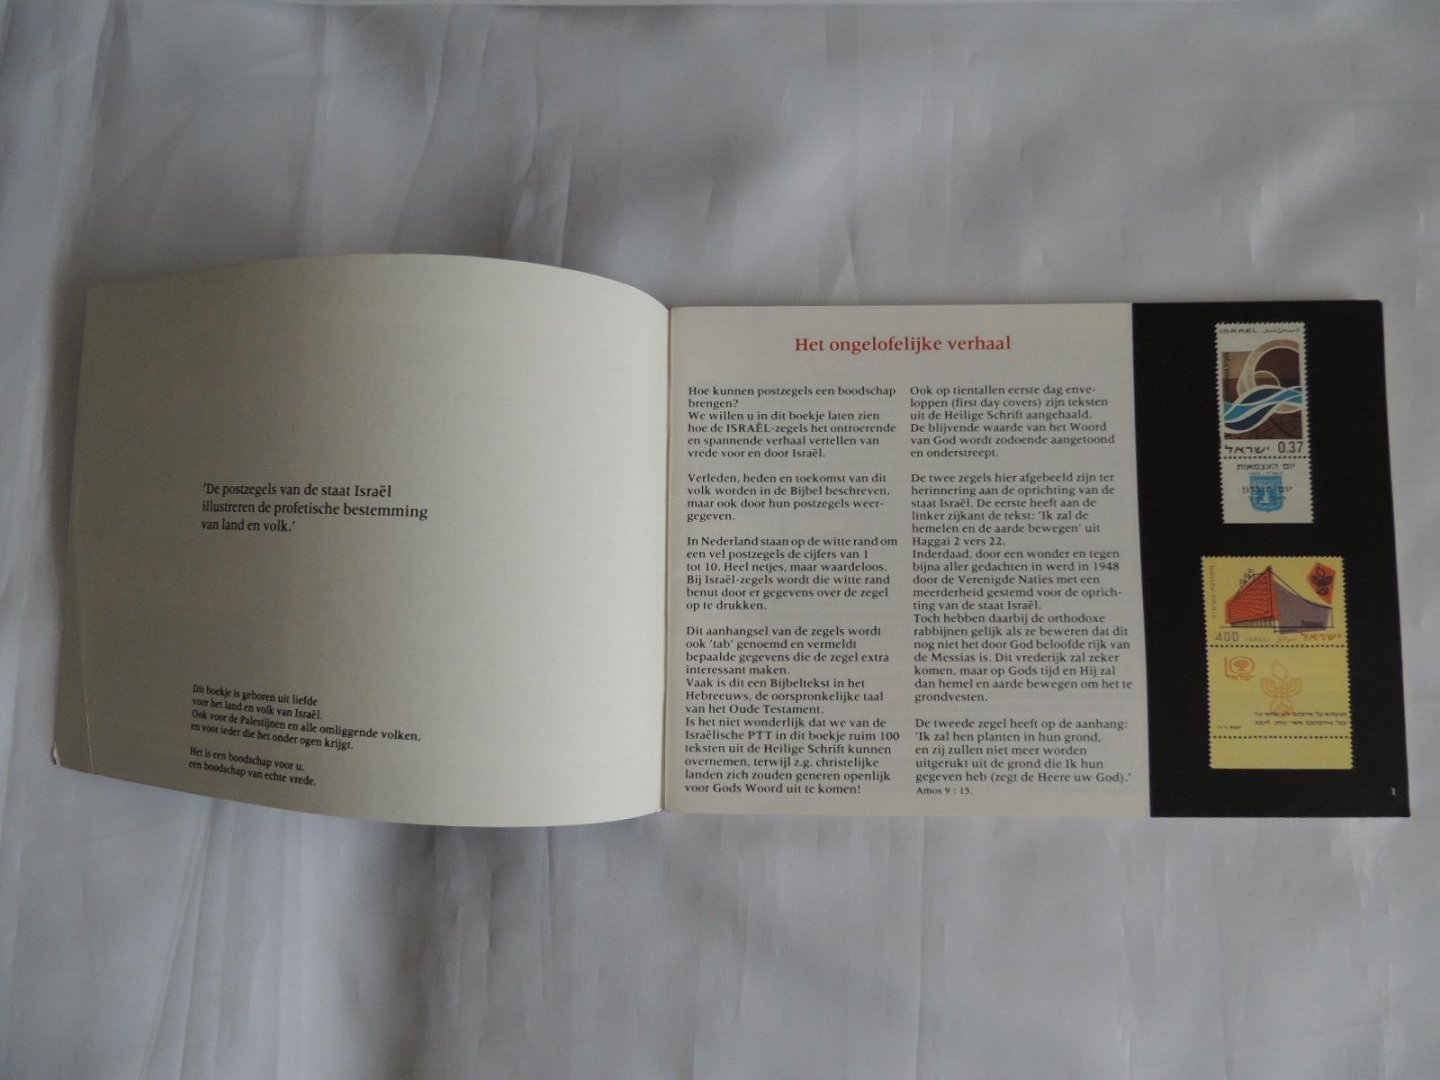 'De postzegels van de staat Israël
illustreren de profetische bestemming
van land en volk.'
Dit boekje is geboren uit liefde
voor het land en volk van Israël.
Ook voor de Palestijnen en alle omliggende volken,
en voor ieder die het onder ogen krijgt.
Het is een boodschap voor u,
een boodschap van echte vrede.
Het ongelofelijke verhaal
Hoe kunnen postzegels een boodschap
brengen?
We willen u in dit boekje laten zien
hoe de ISRAËL-zegels het ontroerende
en spannende verhaal vertellen van
vrede voor en door Israël.
Verleden, heden en toekomst van dit
volk worden in de Bijbel beschreven,
maar ook door hun postzegels weer-
gegeven.
In Nederland staan op de witte rand om
een vel postzegels de cijfers van 1
tot 10. Heel netjes, maar waardeloos.
Bij Israël-zegels wordt die witte rand
benut door er gegevens over de zegel
op te drukken.
Dit aanhangsel van de zegels wordt
ook 'tab' genoemd en vermeldt
bepaalde gegevens die de zegel extra
interessant maken.
Vaak is dit een Bijbeltekst in het
Hebreeuws, de oorspronkelijke taal
van het Oude Testament.
Is het niet wonderlijk dat we van de
Israëlische PTT in dit boekje ruim 100
teksten uit de Heilige Schrift kunnen
overnemen, terwijl z.g. christelijke
landen zich zouden generen openlijk
voor Gods Woord uit te komen!
Ook op tientallen eerste dag enve-
loppen (first day covers) zijn teksten
uit de Heilige Schrift aangehaald.
De blijvende waarde van het Woord
van God wordt zodoende aangetoond
en onderstreept.
De twee zegels hier afgebeeld zijn ter
herinnering aan de oprichting van de
staat Israël. De eerste heeft aan de
linker zijkant de tekst: 'Ik zal de
hemelen en de aarde bewegen' uit
Haggai 2 vers 22.
Inderdaad, door een wonder en tegen
bijna aller gedachten in werd in 1948
door de Verenigde Naties met een
meerderheid gestemd voor de oprich-
ting van de staat Israël.
Toch hebben daarbij de orthodoxe
rabbijnen gelijk als ze beweren dat dit
nog niet het door God beloofde rijk van
de Messias is. Dit vrederijk zal zeker
komen, maar op Gods tijd en Hij zal
dan hemel en aarde bewegen om het te
grondvesten.
De tweede zegel heeft op de aanhang:
'Ik zal hen planten in hun grond,
en zij zullen niet meer worden
uitgerukt uit de grond die Ik hun
gegeven heb (zegt de Heere uw God).'
Amos 9 : 15.
ISRAEL اسرائيل
ישראל 0.37
יום העצמאות
400 ISRAEL ישראל
1